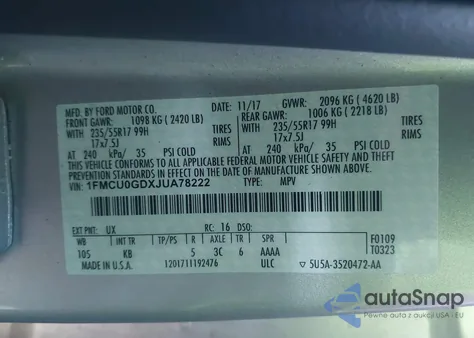 MFD. BY FORD MOTOR CO. 11/17 GVWR: 2096 KG ( 4620 LB)
FRONT GAWR: 1098 KG ( 2420 LB) REAR GAWR: 1006 KG ( 2218 LB)
235/55R17 99H TIRES 235/55R17 99H TIRES
17x7.5J RIMS 17x7.5J RIMS
AT 240 kPa/ 35 PSI COLD AT 240 kPa/ 35 PSI COLD
THIS VEHICLE CONFORMS TO ALL APPLICABLE FEDERAL MOTOR VEHICLE SAFETY AND
THEFT PREVENTION STANDARDS IN EFFECT ON THE DATE OF MANUFACTURE SHOWN ABOVE.
VIN: 1FMCU0GDXJUA78222 TYPE: MPV
EXT PNT: UX RC: 16 DSO: F0109
WB INT TR TP/PS R AXLE TR SPR T0323
105 KB 5 3C 6 AAAA
MADE IN U.S.A. 1201711192476 ULC ▽ 5U5A-3520472-AA
autaSnap
Pewne auta z USA i EU